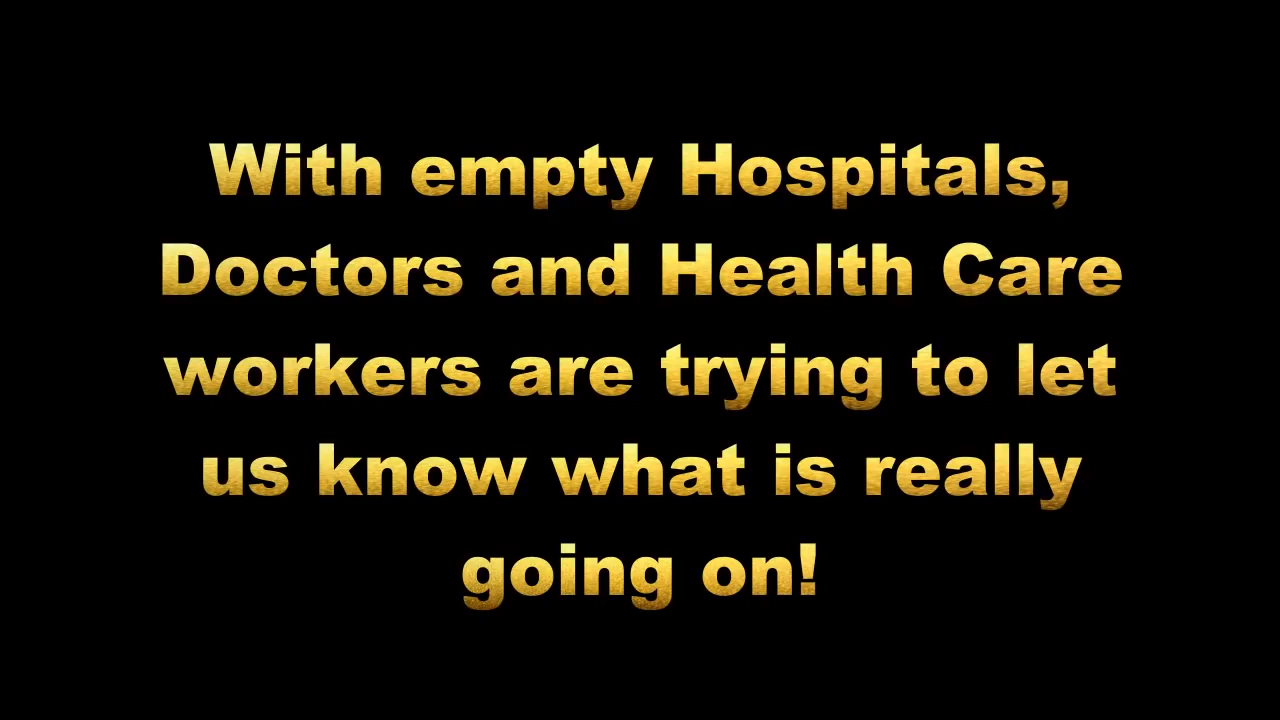 With empty Hospitals,
Doctors and Health Care
workers are trying to let
us know what is really
going on!